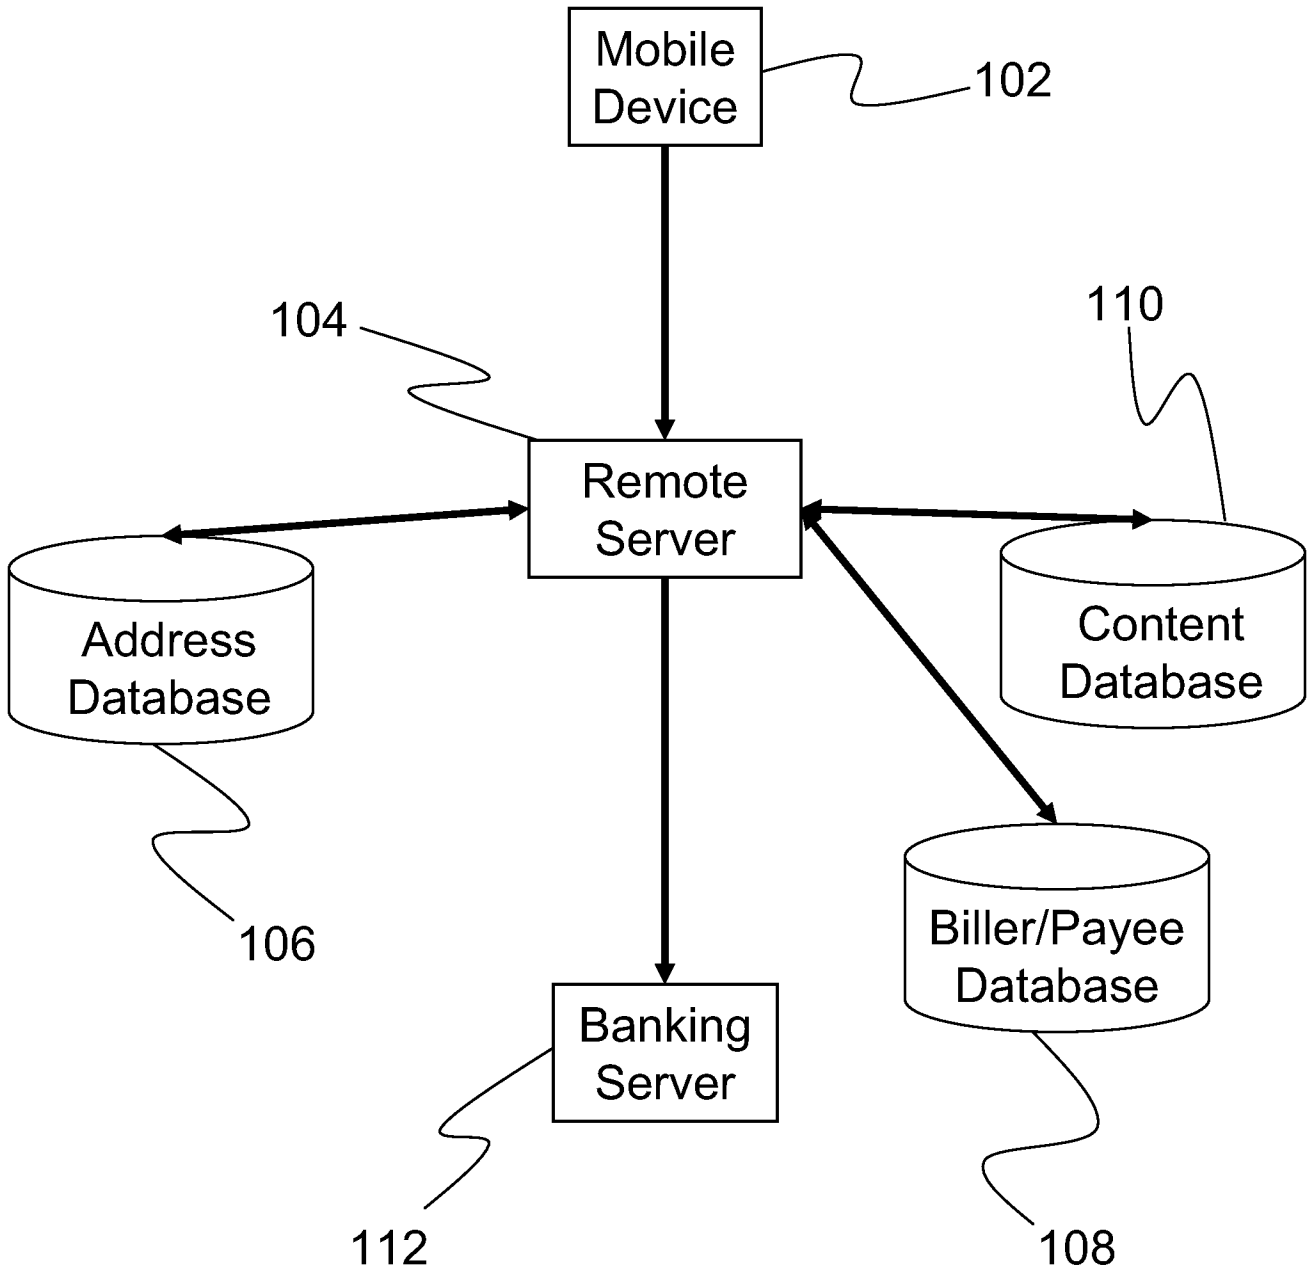 Mobile
Device
102
104
110
Remote
Server
Address
Database
Content
Database
106
Biller/Payee
Database
Banking
Server
112
108